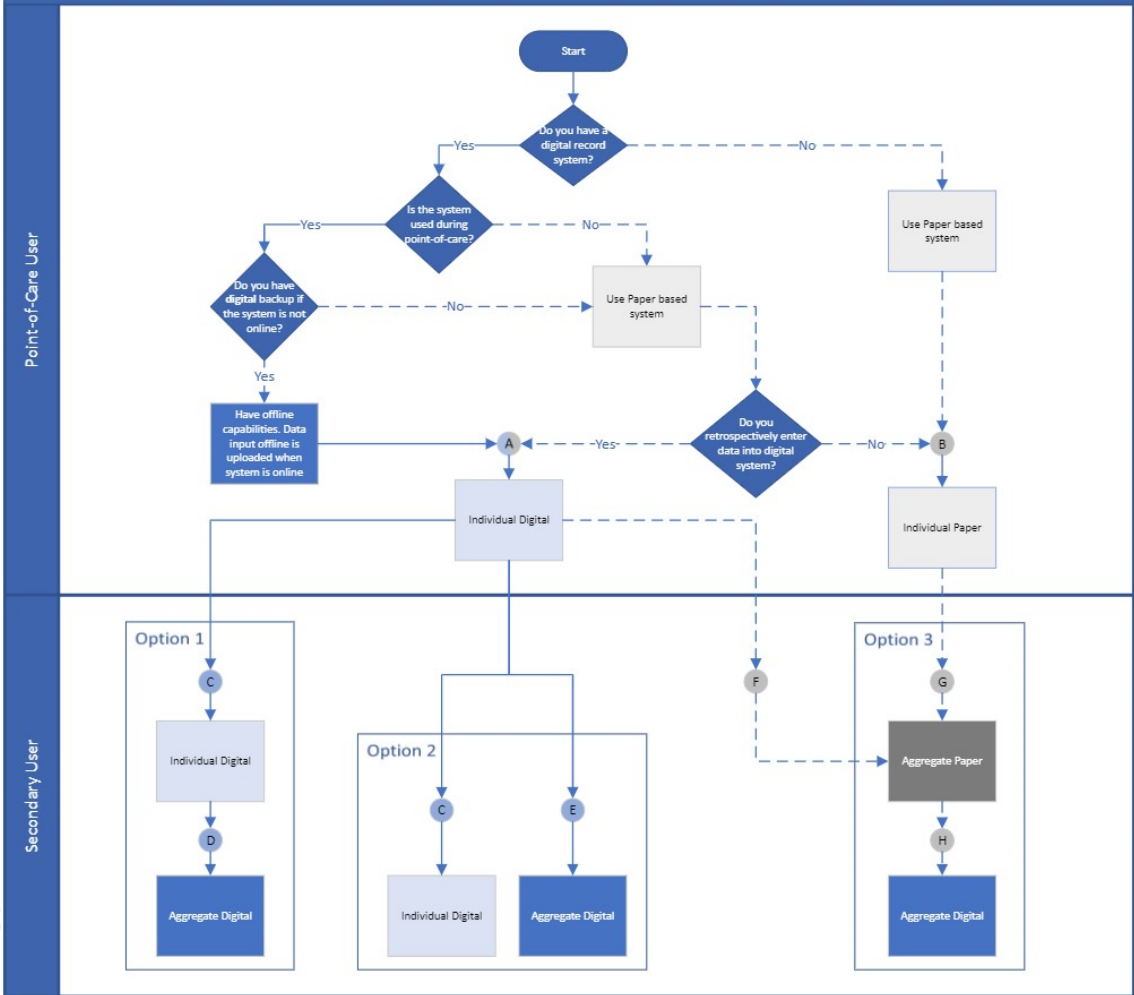 Start
Do you have a
digital record
system?
Yes
No
Is the system
used during
point-of-care?
Yes
No
Use Paper based
system
Do you have
digital backup if
the system is not
online?
No
Use Paper based
system
Yes
Point-of-Care User
Have offline
capabilities. Data
input offline is
uploaded when
system is online
A
Yes
Do you
retrospectively enter
data into digital
system?
No
B
Individual Digital
Individual Paper
Secondary User
Option 1
C
Individual Digital
D
Aggregate Digital
Option 2
C
E
Individual Digital
Aggregate Digital
F
Option 3
G
Aggregate Paper
H
Aggregate Digital